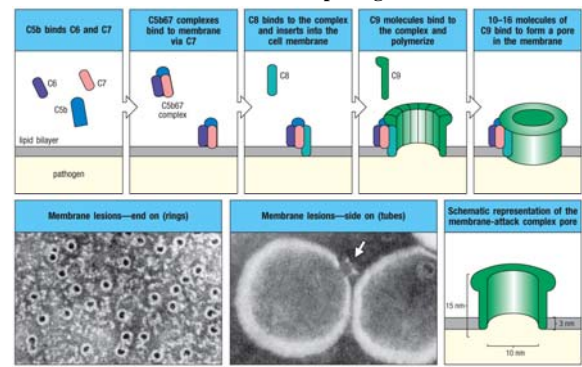 C5b binds C6 and C7
C5b67 complexes
bind to membrane
via C7
C8 binds to the complex
and inserts into the
cell membrane
C9 molecules bind to
the complex and
polymerize
10–16 molecules of
C9 bind to form a pore
in the membrane
C6
C7
C5b
lipid bilayer
pathogen
C5b67
complex
C8
C9
Membrane lesions—end on (rings)
Membrane lesions—side on (tubes)
Schematic representation of the
membrane-attack complex pore
15 nm
3 nm
10 nm